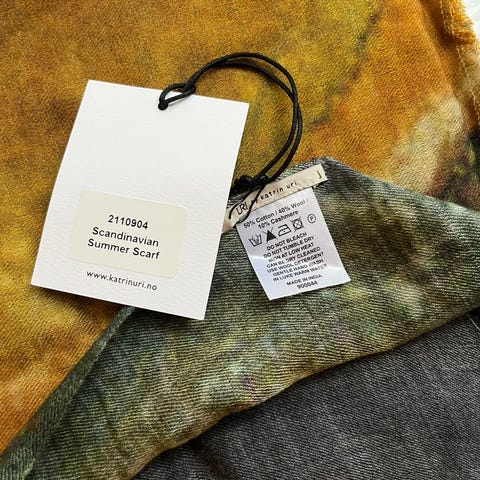 2110904
Scandinavian
Summer Scarf
www.katrinuri.no
by katrin uri.
50% Cotton / 40% Wool /
10% Cashmere
DO NOT BLEACH
DO NOT TUMBLE DRY
IRON AT LOW HEAT
CAN BE DRY CLEANED
USE WOOL DETERGENT
GENTLE HAND WASH
IN LUKE WARM WATER
MADE IN INDIA
900044